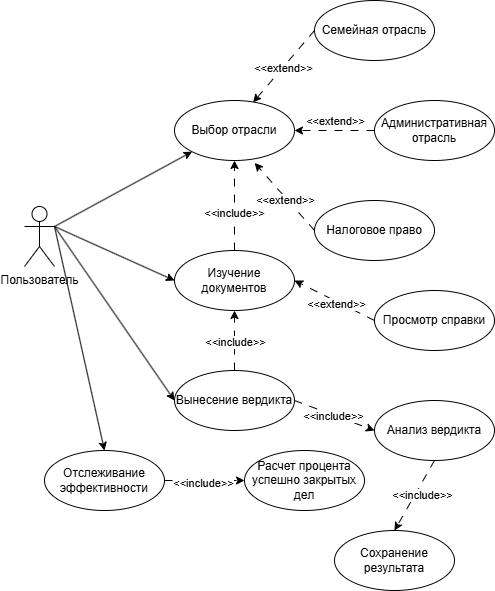 Семейная отрасль
<<extend>>
Выбор отрасли
<<extend>>
Административная
отрасль
<<include>>
<<extend>>
Налоговое право
Пользователь
Изучение
документов
<<extend>>
Просмотр справки
<<include>>
Вынесение вердикта
<<include>>
Анализ вердикта
Отслеживание
эффективности
<<include>>
Расчет процента
успешно закрытых
дел
<<include>>
Сохранение
результата